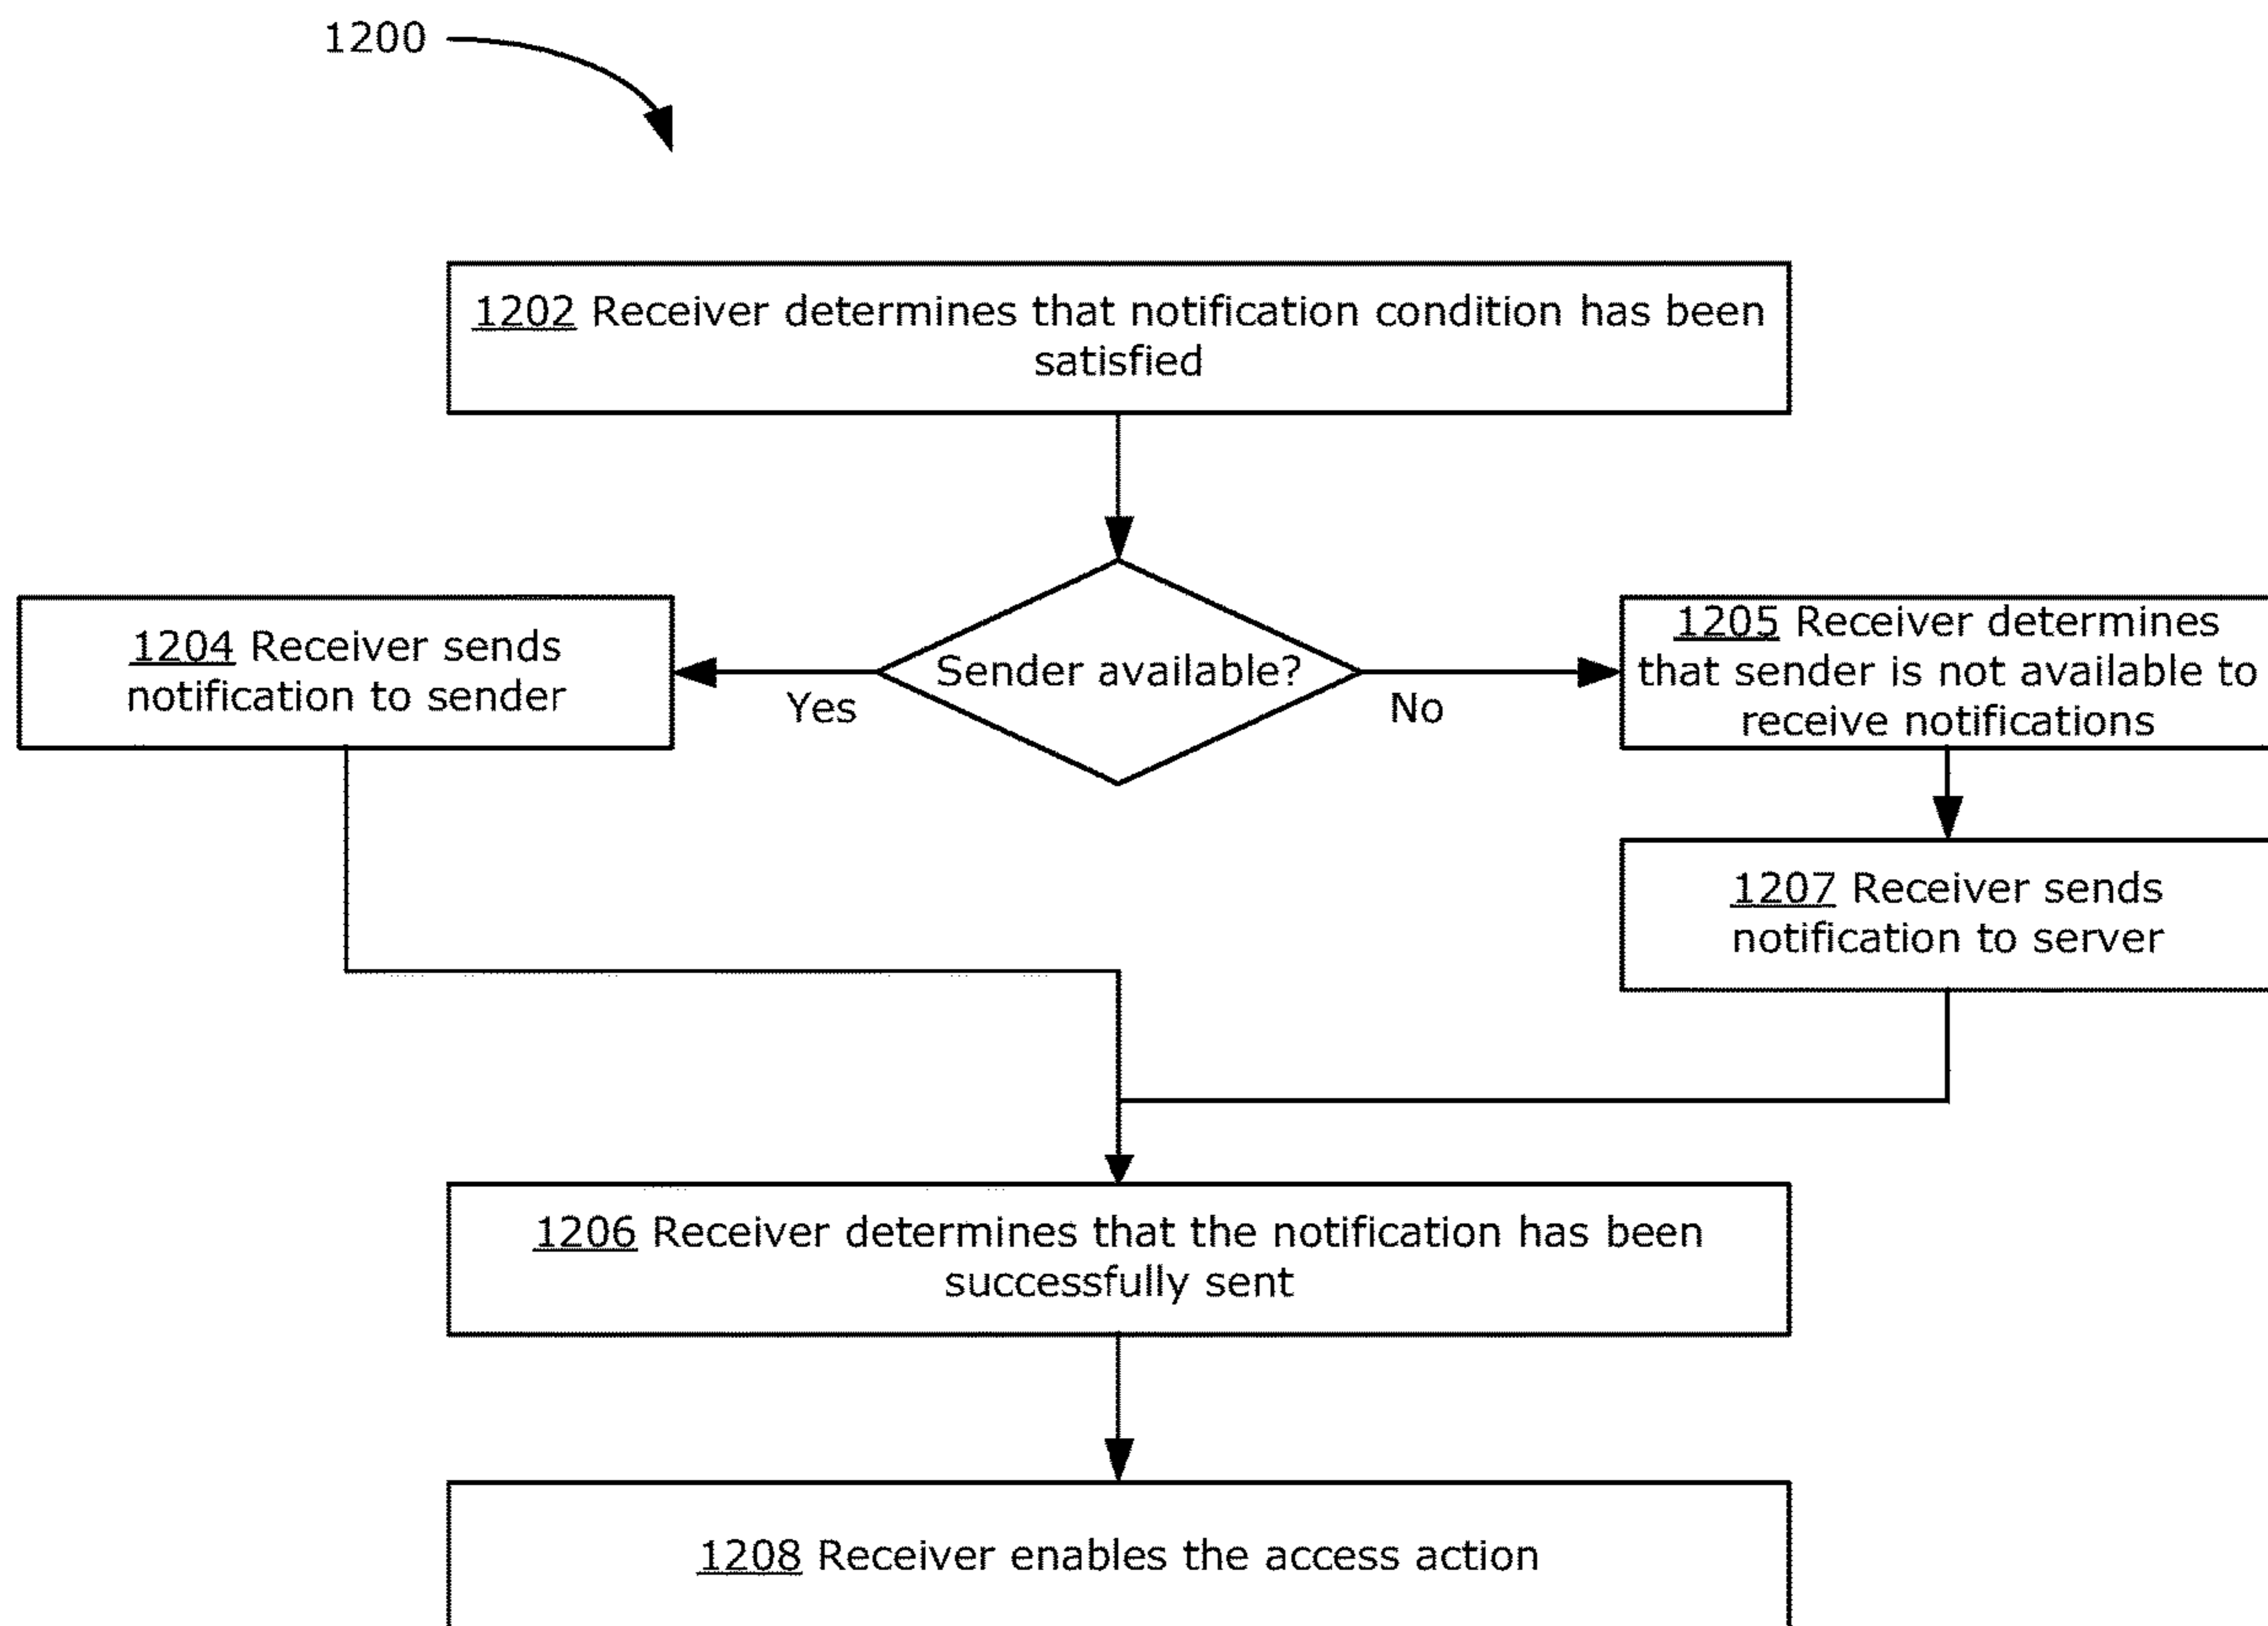 1200
1202 Receiver determines that notification condition has been
satisfied
1204 Receiver sends
notification to sender
Yes
Sender available?
No
1205 Receiver determines
that sender is not available to
receive notifications
1207 Receiver sends
notification to server
1206 Receiver determines that the notification has been
successfully sent
1208 Receiver enables the access action